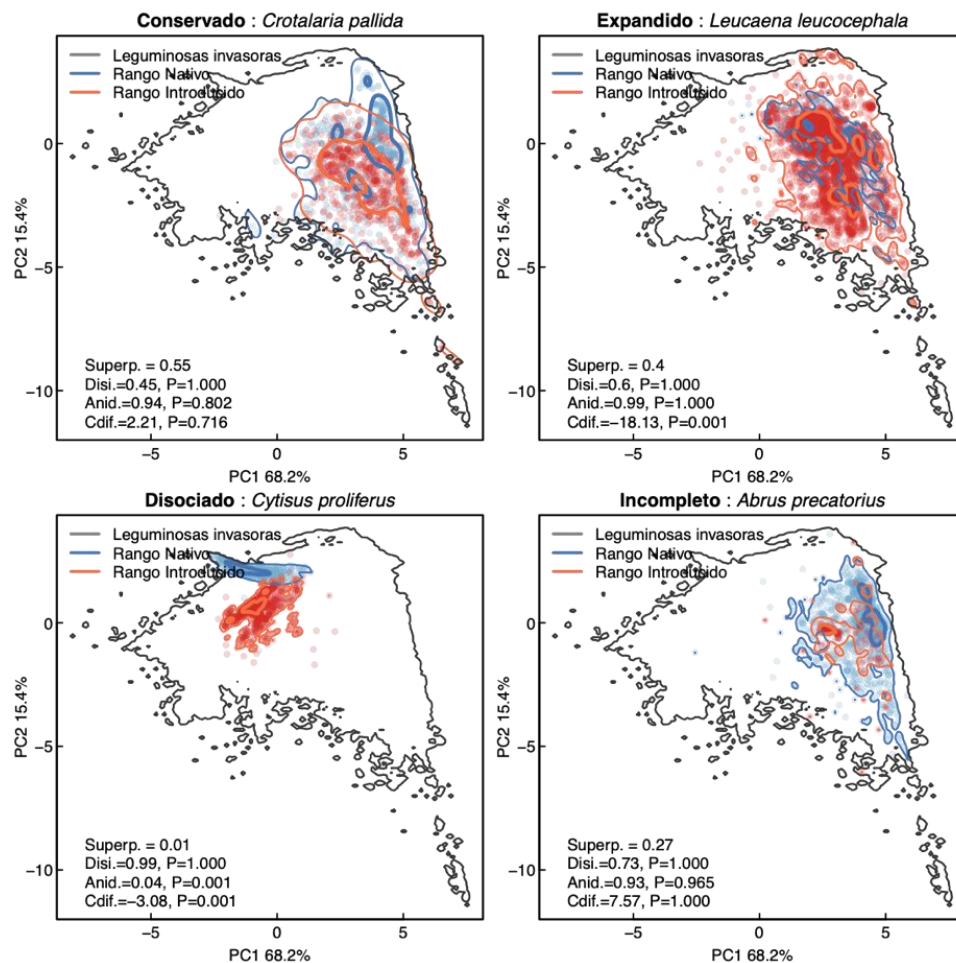 Conservado : Crotalaria pallida
Leguminosas invasoras
Rango Nativo
Rango Introdusido
0
−5
−10
PC2 15.4%
Superp. = 0.55
Disi.=0.45, P=1.000
Anid.=0.94, P=0.802
Cdif.=2.21, P=0.716
−5
0
5
PC1 68.2%
Expandido : Leucaena leucocephala
Leguminosas invasoras
Rango Nativo
Rango Introdusido
0
−5
−10
PC2 15.4%
Superp. = 0.4
Disi.=0.6, P=1.000
Anid.=0.99, P=1.000
Cdif.=−18.13, P=0.001
−5
0
5
PC1 68.2%
Disociado : Cytisus proliferus
Leguminosas invasoras
Rango Nativo
Rango Introdusido
0
−5
−10
PC2 15.4%
Superp. = 0.01
Disi.=0.99, P=1.000
Anid.=0.04, P=0.001
Cdif.=−3.08, P=0.001
−5
0
5
PC1 68.2%
Incompleto : Abrus precatorius
Leguminosas invasoras
Rango Nativo
Rango Introdusido
0
−5
−10
PC2 15.4%
Superp. = 0.27
Disi.=0.73, P=1.000
Anid.=0.93, P=0.965
Cdif.=7.57, P=1.000
−5
0
5
PC1 68.2%